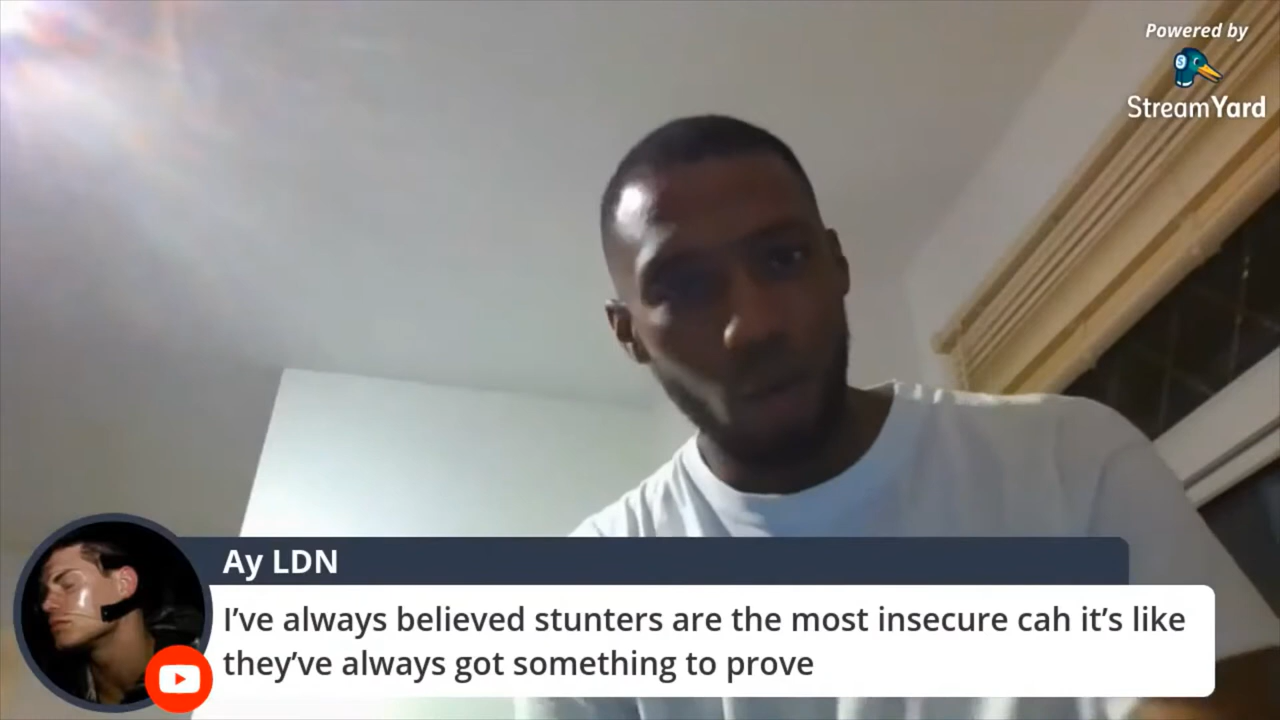 Powered by
StreamYard
Ay LDN
I’ve always believed stunters are the most insecure cah it’s like
they’ve always got something to prove